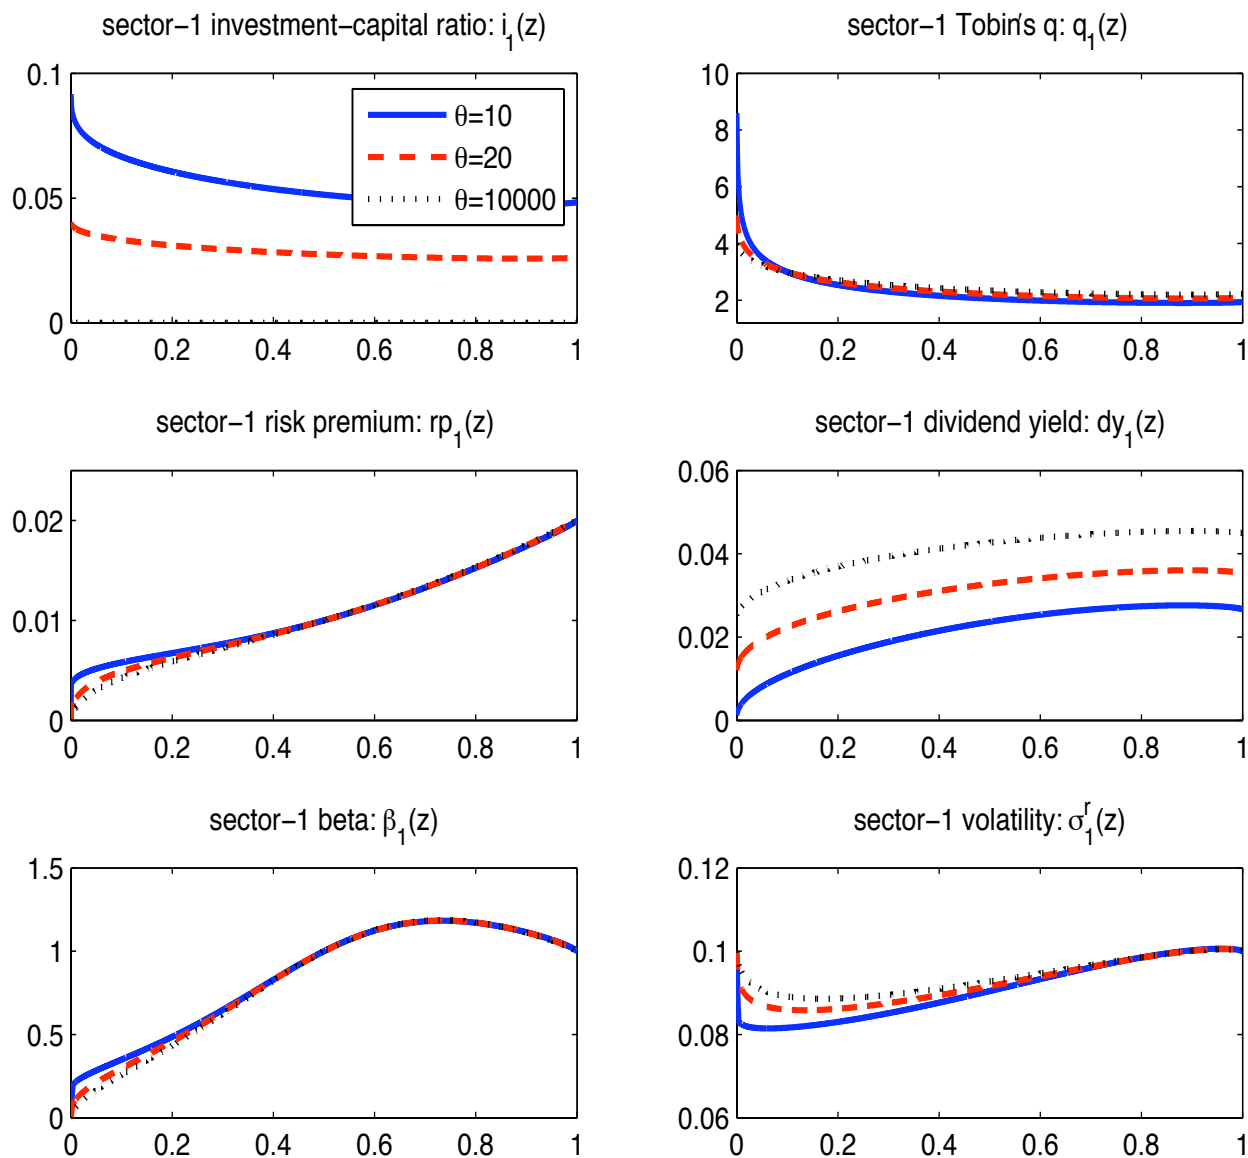 sector−1 investment−capital ratio: i₁(z)
0.1
0.05
0
0 0.2 0.4 0.6 0.8 1
θ=10
θ=20
θ=10000
sector−1 Tobin's q: q₁(z)
10
8
6
4
2
0 0.2 0.4 0.6 0.8 1
sector−1 risk premium: rp₁(z)
0.02
0.01
0
0 0.2 0.4 0.6 0.8 1
sector−1 dividend yield: dy₁(z)
0.06
0.04
0.02
0
0 0.2 0.4 0.6 0.8 1
sector−1 beta: β₁(z)
1.5
1
0.5
0
0 0.2 0.4 0.6 0.8 1
sector−1 volatility: σ₁ʳ(z)
0.12
0.1
0.08
0.06
0 0.2 0.4 0.6 0.8 1